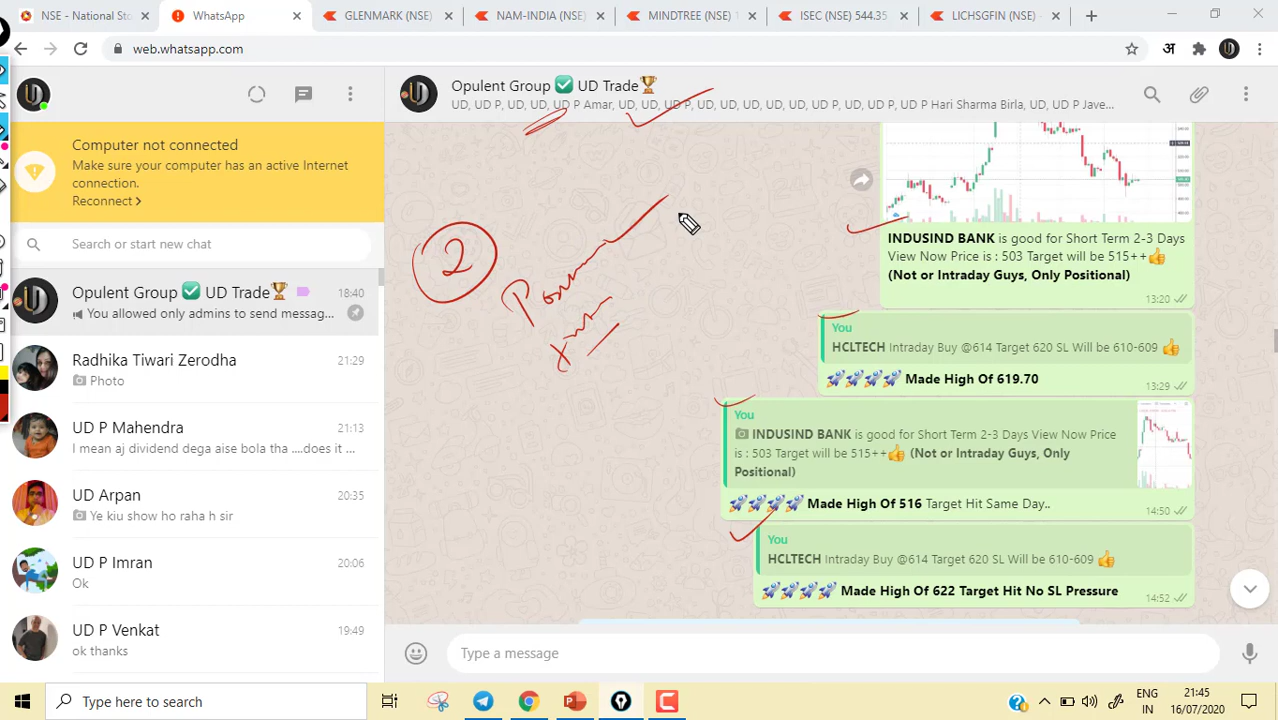 NSE - National Sto
WhatsApp
GLENMARK (NSE)
NAM-INDIA (NSE)
MINDTREE (NSE) 1
ISEC (NSE) 544.35
LICHSGFIN (NSE) -
web.whatsapp.com
अ
Opulent Group ✅ UD Trade🏆
UD, UD P, UD, UD, UD P Amar, UD, UD, UD P, UD, UD, UD, UD, UD, UD P, UD, UD P, UD P Hari Sharma Birla, UD, UD P Jave...
Computer not connected
Make sure your computer has an active Internet
connection.
Reconnect >
Search or start new chat
Opulent Group ✅ UD Trade🏆 18:40
You allowed only admins to send messag...
Radhika Tiwari Zerodha 21:29
Photo
UD P Mahendra 21:13
I mean aj dividend dega aise bola tha ....does it ...
UD Arpan 20:35
Ye kiu show ho raha h sir
UD P Imran 20:06
Ok
UD P Venkat 19:49
ok thanks
2
INDUSIND BANK is good for Short Term 2-3 Days
View Now Price is : 503 Target will be 515++👍
(Not or Intraday Guys, Only Positional)
13:20
You
HCLTECH Intraday Buy @614 Target 620 SL Will be 610-609 👍
🚀🚀🚀🚀 Made High Of 619.70
13:29
You
INDUSIND BANK is good for Short Term 2-3 Days View Now Price
is : 503 Target will be 515++👍 (Not or Intraday Guys, Only
Positional)
🚀🚀🚀🚀 Made High Of 516 Target Hit Same Day..
14:50
You
HCLTECH Intraday Buy @614 Target 620 SL Will be 610-609 👍
🚀🚀🚀🚀 Made High Of 622 Target Hit No SL Pressure
14:52
Type a message
Type here to search
ENG
IN
21:45
16/07/2020